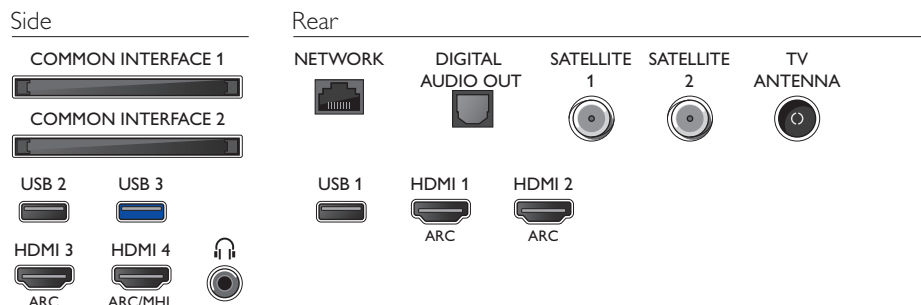 Side
COMMON INTERFACE 1
COMMON INTERFACE 2
USB 2 USB 3
HDMI 3 HDMI 4
ARC ARC/MHL
Rear
NETWORK DIGITAL AUDIO OUT SATELLITE 1 SATELLITE 2 TV ANTENNA
USB 1 HDMI 1 HDMI 2
ARC ARC